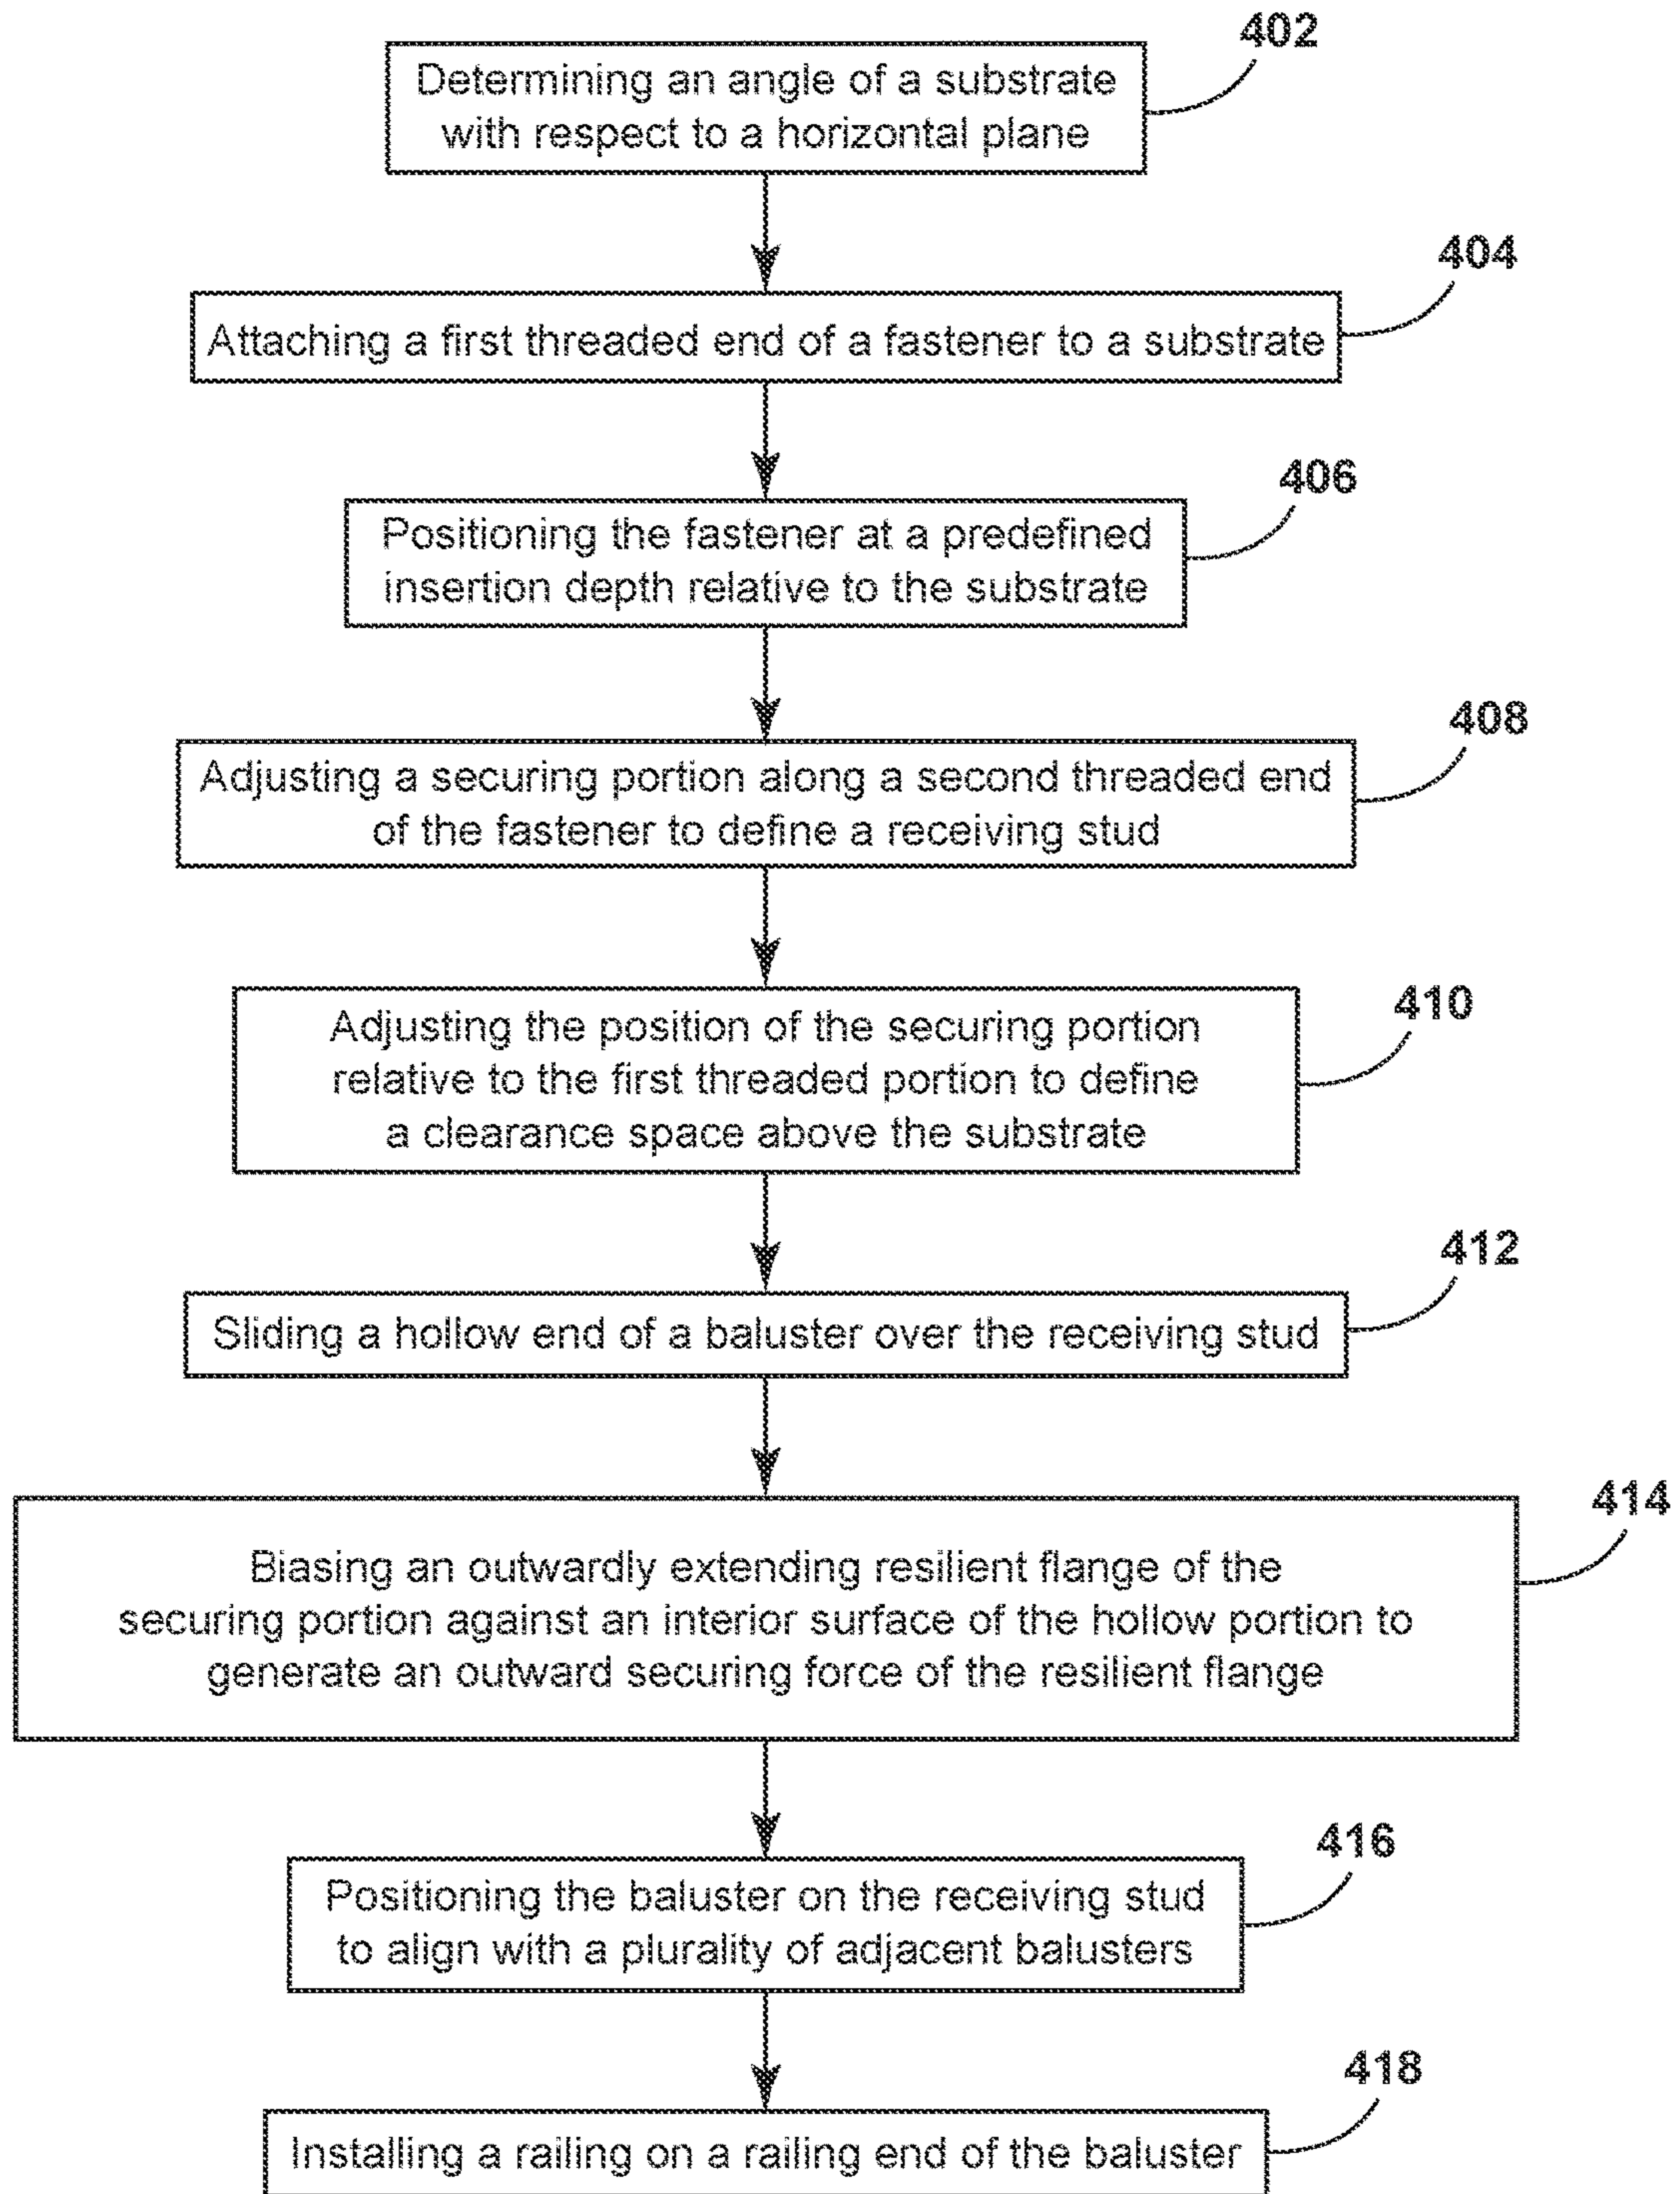 402
Determining an angle of a substrate
with respect to a horizontal plane
404
Attaching a first threaded end of a fastener to a substrate
406
Positioning the fastener at a predefined
insertion depth relative to the substrate
408
Adjusting a securing portion along a second threaded end
of the fastener to define a receiving stud
410
Adjusting the position of the securing portion
relative to the first threaded portion to define
a clearance space above the substrate
412
Sliding a hollow end of a baluster over the receiving stud
414
Biasing an outwardly extending resilient flange of the
securing portion against an interior surface of the hollow portion to
generate an outward securing force of the resilient flange
416
Positioning the baluster on the receiving stud
to align with a plurality of adjacent balusters
418
Installing a railing on a railing end of the baluster